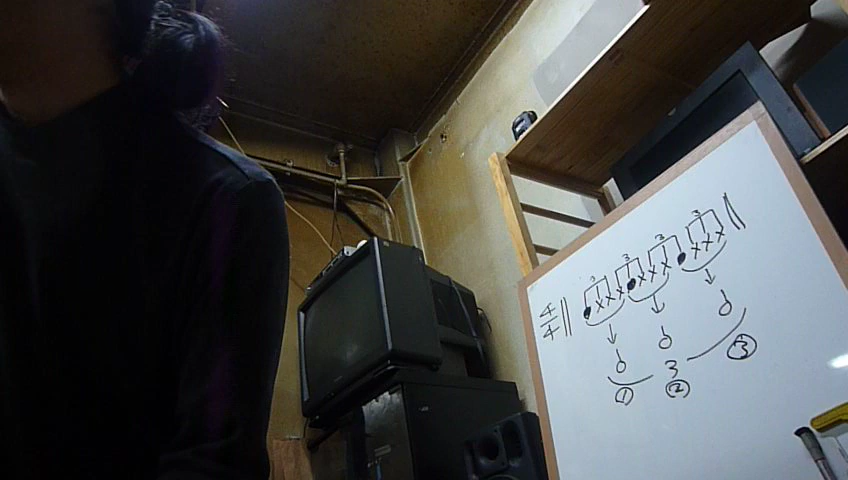 4/4 3 3 3 3
3
① ② ③